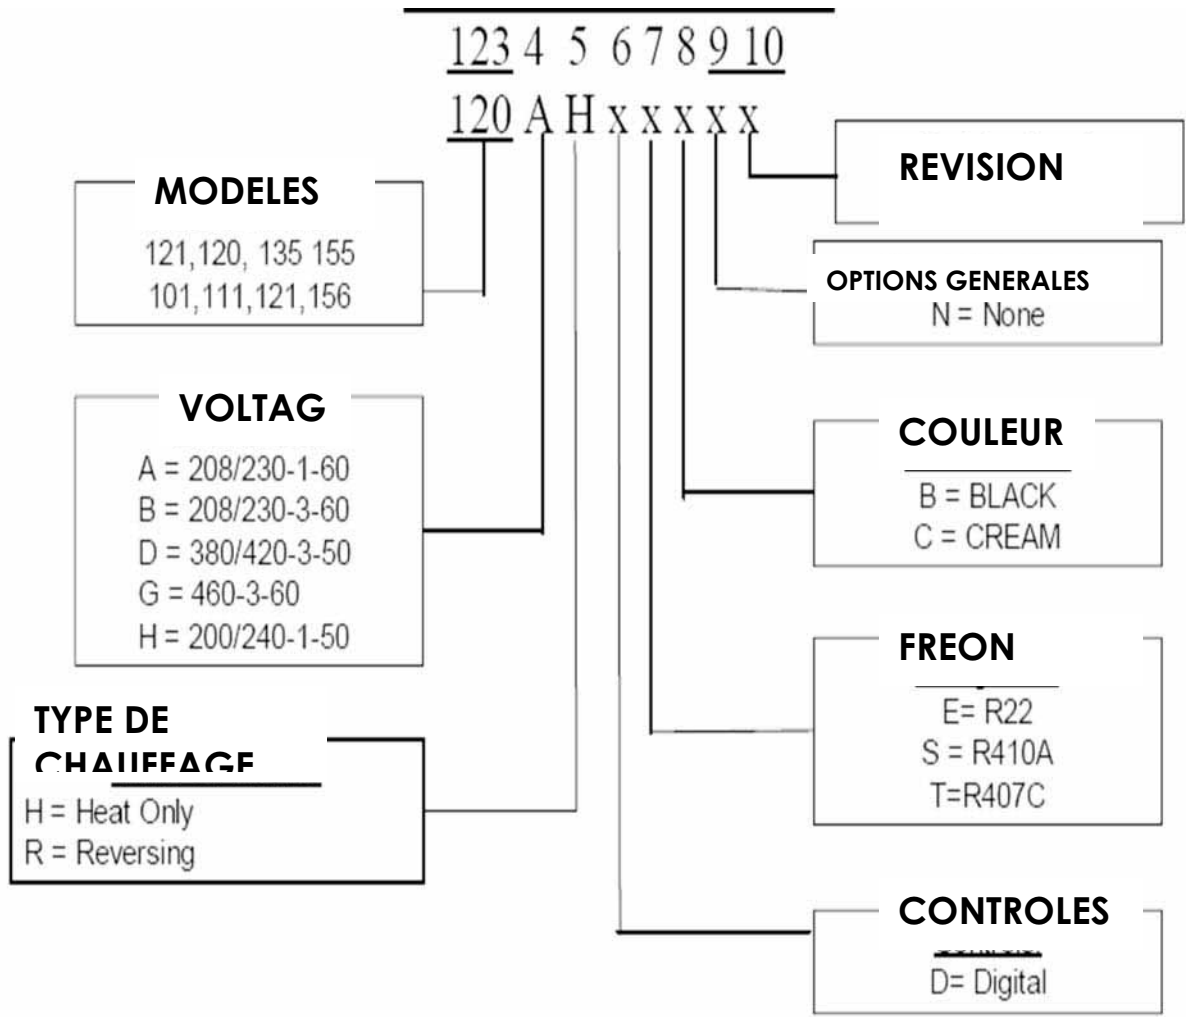 123 4 5 6 7 8 9 10
120 A H x x x x x
MODELES
121,120, 135 155
101,111,121,156
VOLTAG
A = 208/230-1-60
B = 208/230-3-60
D = 380/420-3-50
G = 460-3-60
H = 200/240-1-50
TYPE DE
CHAUFFAGE
H = Heat Only
R = Reversing
REVISION
OPTIONS GENERALES
N = None
COULEUR
B = BLACK
C = CREAM
FREON
E= R22
S = R410A
T=R407C
CONTROLES
D= Digital